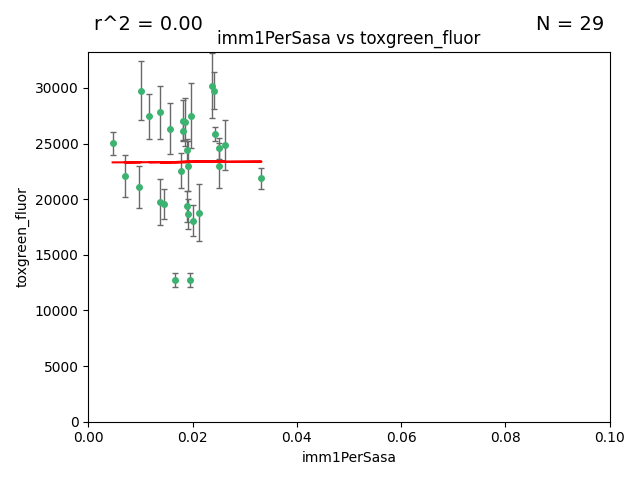 r^2 = 0.00
N = 29
imm1PerSasa vs toxgreen_fluor
toxgreen_fluor
30000
25000
20000
15000
10000
5000
0
0.00
0.02
0.04
0.06
0.08
0.10
imm1PerSasa